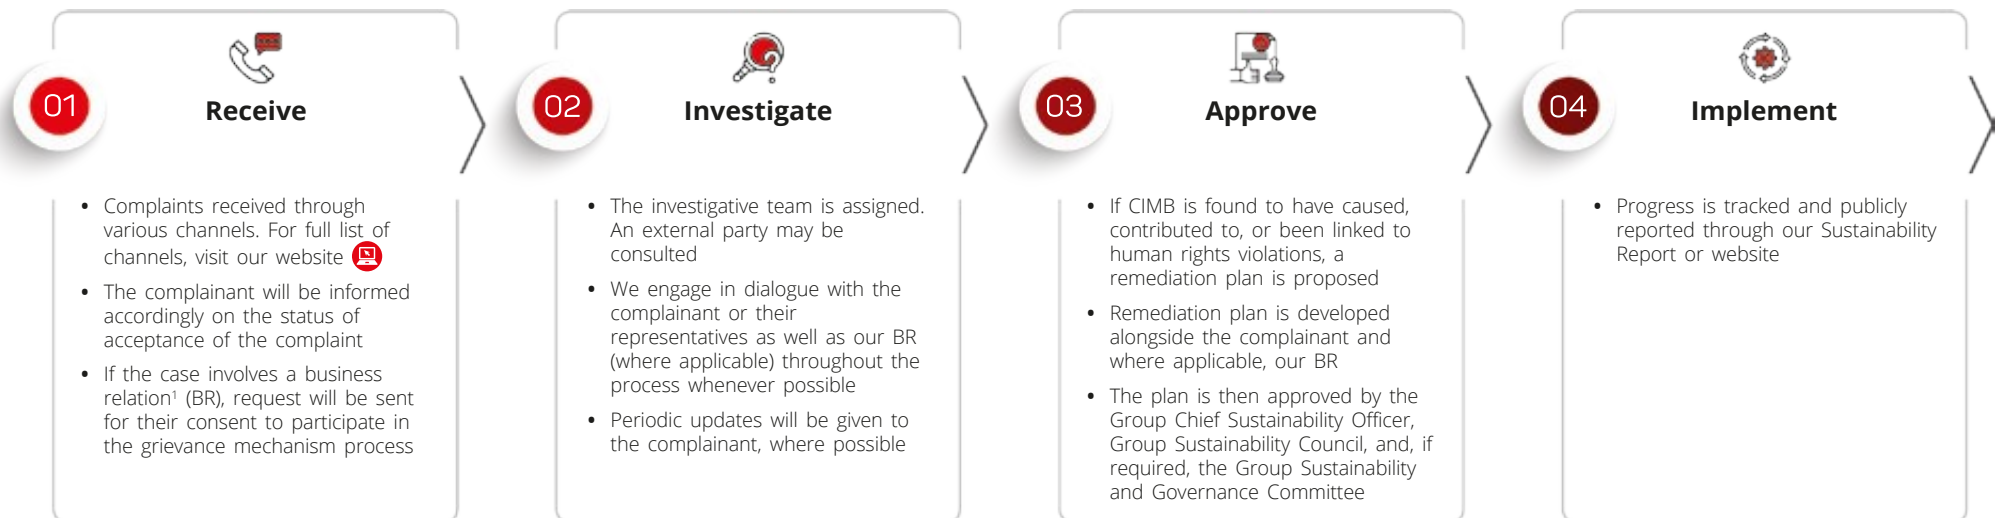 01
Receive
• Complaints received through
various channels. For full list of
channels, visit our website
• The complainant will be informed
accordingly on the status of
acceptance of the complaint
• If the case involves a business
relation¹ (BR), request will be sent
for their consent to participate in
the grievance mechanism process
02
Investigate
• The investigative team is assigned.
An external party may be
consulted
• We engage in dialogue with the
complainant or their
representatives as well as our BR
(where applicable) throughout the
process whenever possible
• Periodic updates will be given to
the complainant, where possible
03
Approve
• If CIMB is found to have caused,
contributed to, or been linked to
human rights violations, a
remediation plan is proposed
• Remediation plan is developed
alongside the complainant and
where applicable, our BR
• The plan is then approved by the
Group Chief Sustainability Officer,
Group Sustainability Council, and, if
required, the Group Sustainability
and Governance Committee
04
Implement
• Progress is tracked and publicly
reported through our Sustainability
Report or website